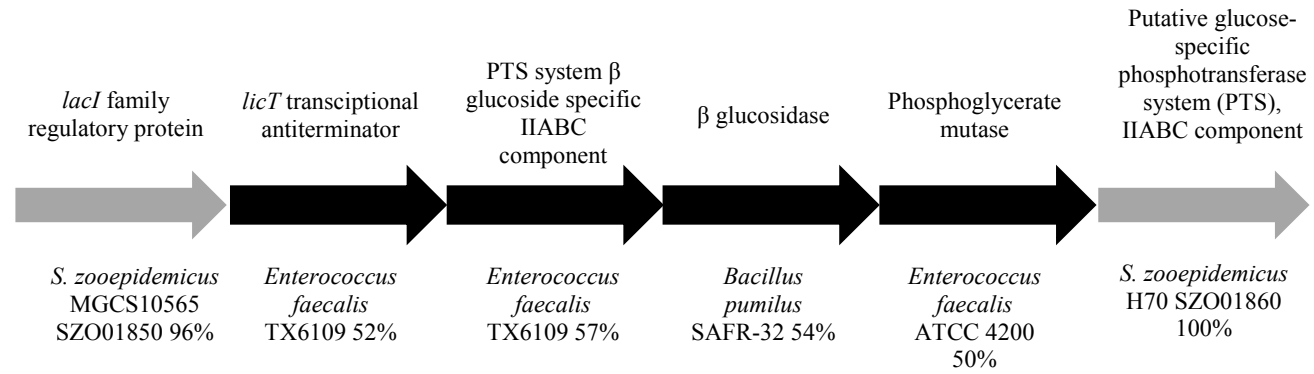 lacI family
regulatory protein
licT transciptional
antiterminator
PTS system β
glucoside specific
IIABC
component
β glucosidase
Phosphoglycerate
mutase
Putative glucose-
specific
phosphotransferase
system (PTS),
IIABC component
S. zooepidemicus
MGCS10565
SZO01850 96%
Enterococcus
faecalis
TX6109 52%
Enterococcus
faecalis
TX6109 57%
Bacillus
pumilus
SAFR-32 54%
Enterococcus
faecalis
ATCC 4200
50%
S. zooepidemicus
H70 SZO01860
100%